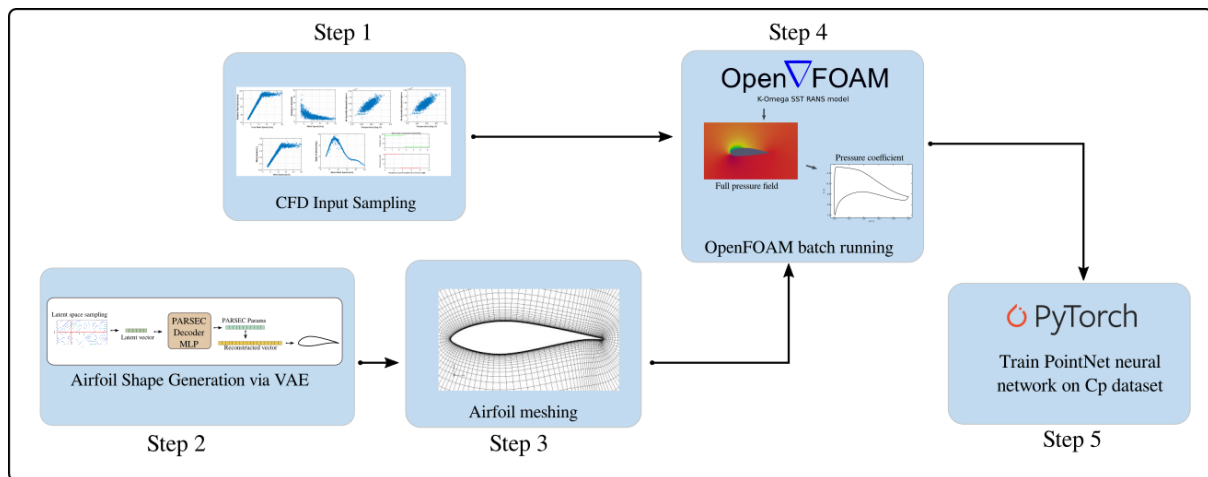 Step 1
CFD Input Sampling
Step 2
Latent space sampling
Latent vector
PARSEC
Decoder
MLP
PARSEC Params
Reconstructed vector
Airfoil Shape Generation via VAE
Step 3
Airfoil meshing
Step 4
OpenFOAM
K-Omega SST RANS model
Full pressure field
Pressure coefficient
OpenFOAM batch running
PyTorch
Train PointNet neural
network on Cp dataset
Step 5